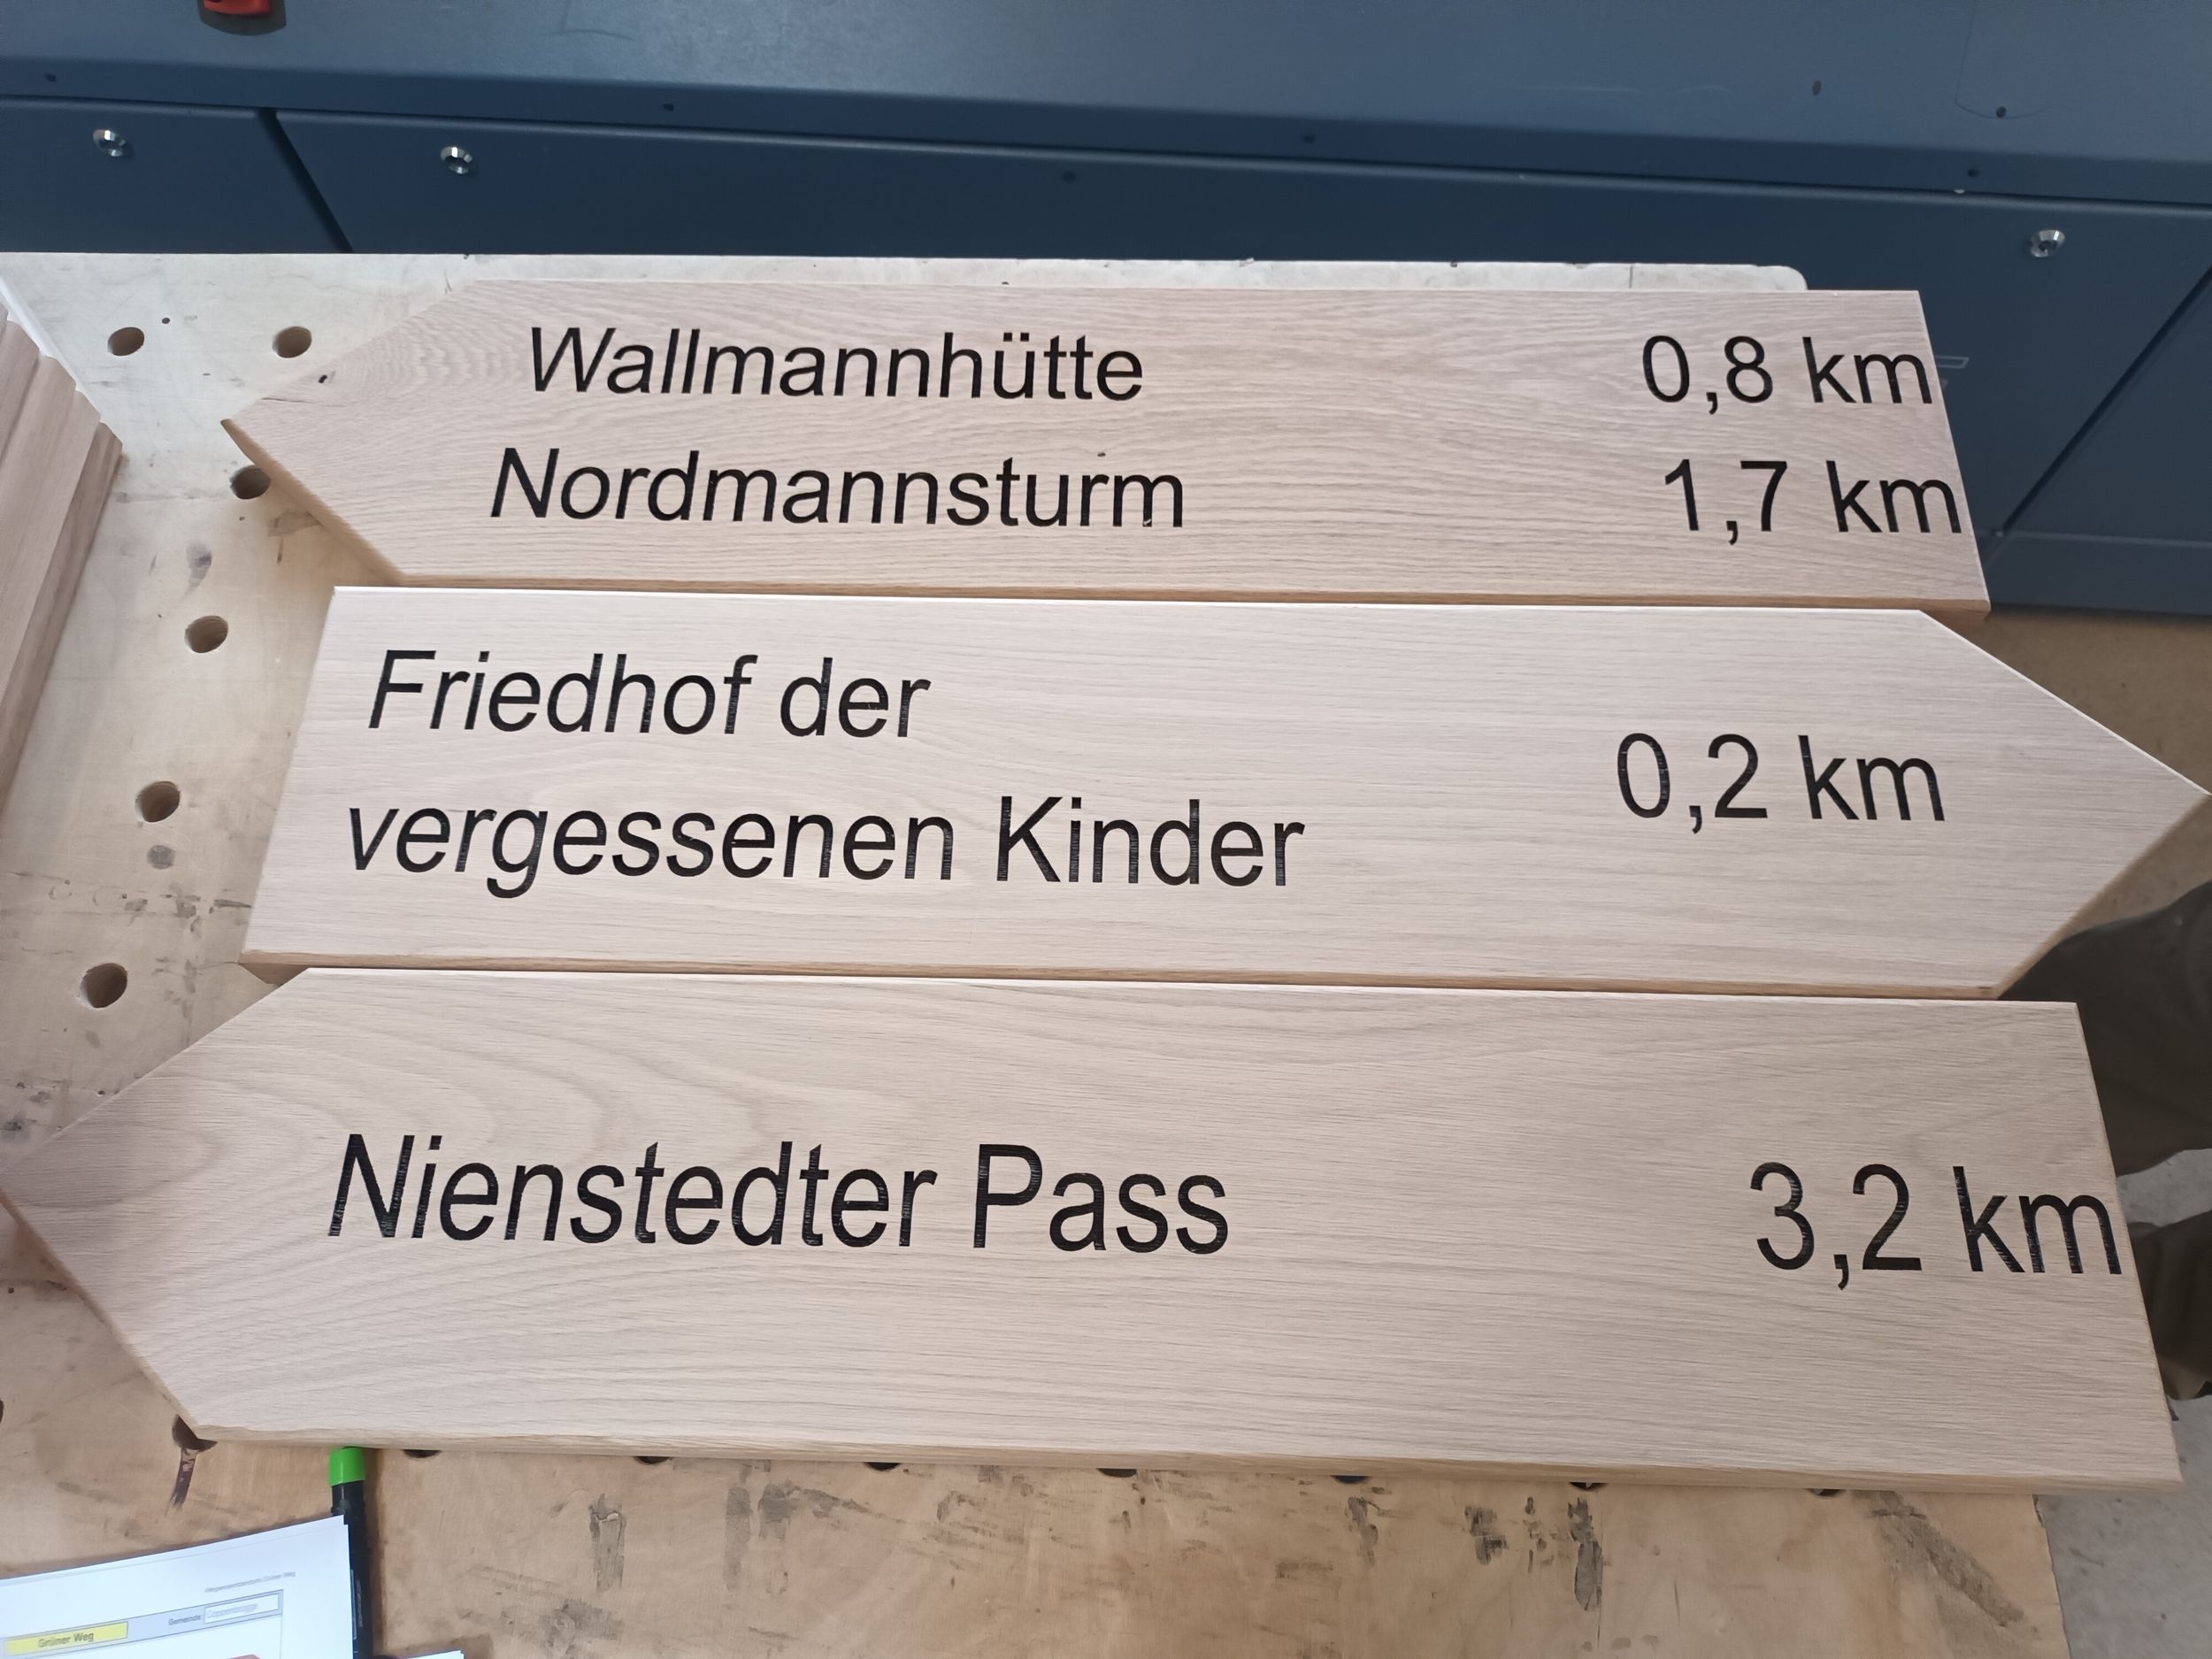 Wallmannhütte 0,8 km
Nordmannsturm 1,7 km
Friedhof der
vergessenen Kinder 0,2 km
Nienstedter Pass 3,2 km
Gemeinde
Grüner Weg